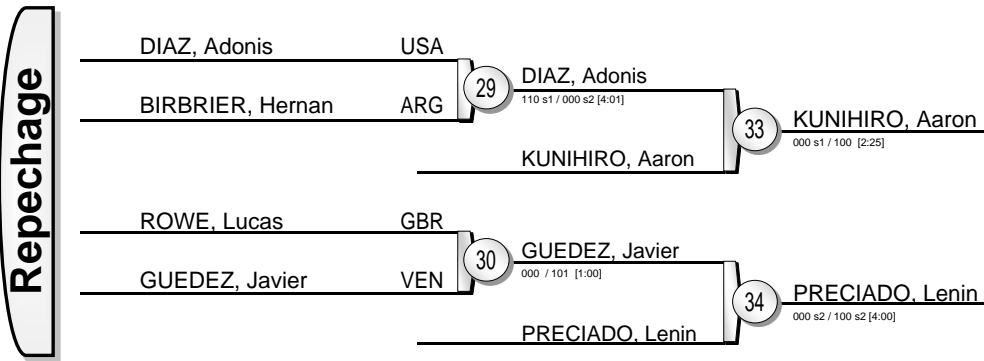 Repechage
DIAZ, Adonis USA
BIRBRIER, Hernan ARG
29
DIAZ, Adonis
110 s1 / 000 s2 [4:01]
KUNIHIRO, Aaron
33
KUNIHIRO, Aaron
000 s1 / 100 [2:25]
ROWE, Lucas GBR
GUEDEZ, Javier VEN
30
GUEDEZ, Javier
000 / 101 [1:00]
PRECIADO, Lenin
34
PRECIADO, Lenin
000 s2 / 100 s2 [4:00]